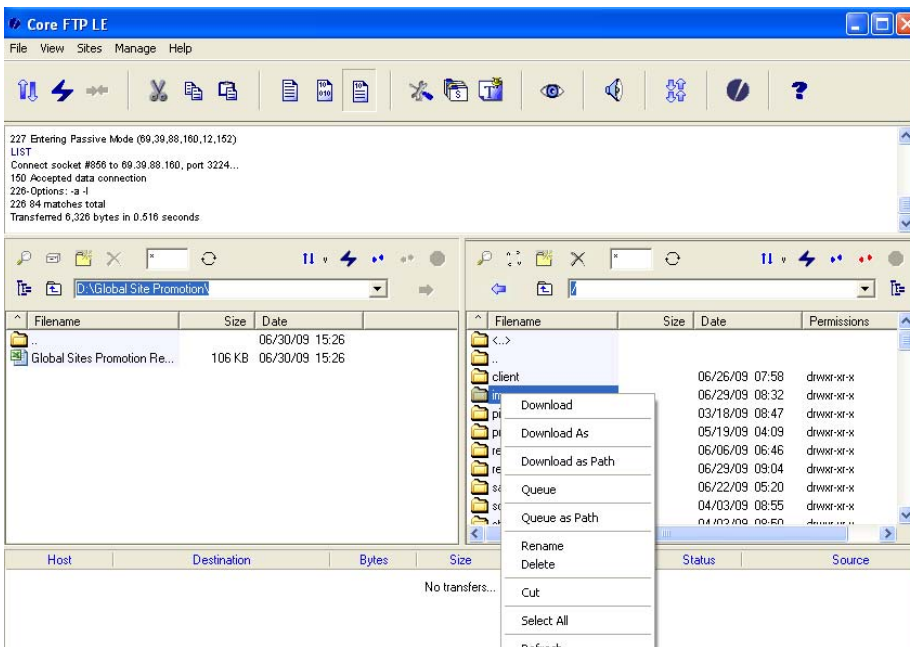 Core FTP LE
File View Sites Manage Help
227 Entering Passive Mode (69,39,88,160,12,152)
LIST
Connect socket #856 to 69.39.88.160, port 3224...
150 Accepted data connection
226-Options: -a -l
226 84 matches total
Transferred 6,326 bytes in 0.516 seconds
D:\Global Site Promotion\
/
^ Filename Size Date
.. 06/30/09 15:26
Global Sites Promotion Re... 106 KB 06/30/09 15:26
^ Filename Size Date Permissions
<..>
..
client 06/26/09 07:58 drwxr-xr-x
06/29/09 08:32 drwxr-xr-x
03/18/09 08:47 drwxr-xr-x
05/19/09 04:09 drwxr-xr-x
06/06/09 06:46 drwxr-xr-x
06/29/09 09:04 drwxr-xr-x
06/22/09 05:20 drwxr-xr-x
04/03/09 08:55 drwxr-xr-x
Download
Download As
Download as Path
Queue
Queue as Path
Rename
Delete
Cut
Select All
Host Destination Bytes Size Status Source
No transfers...